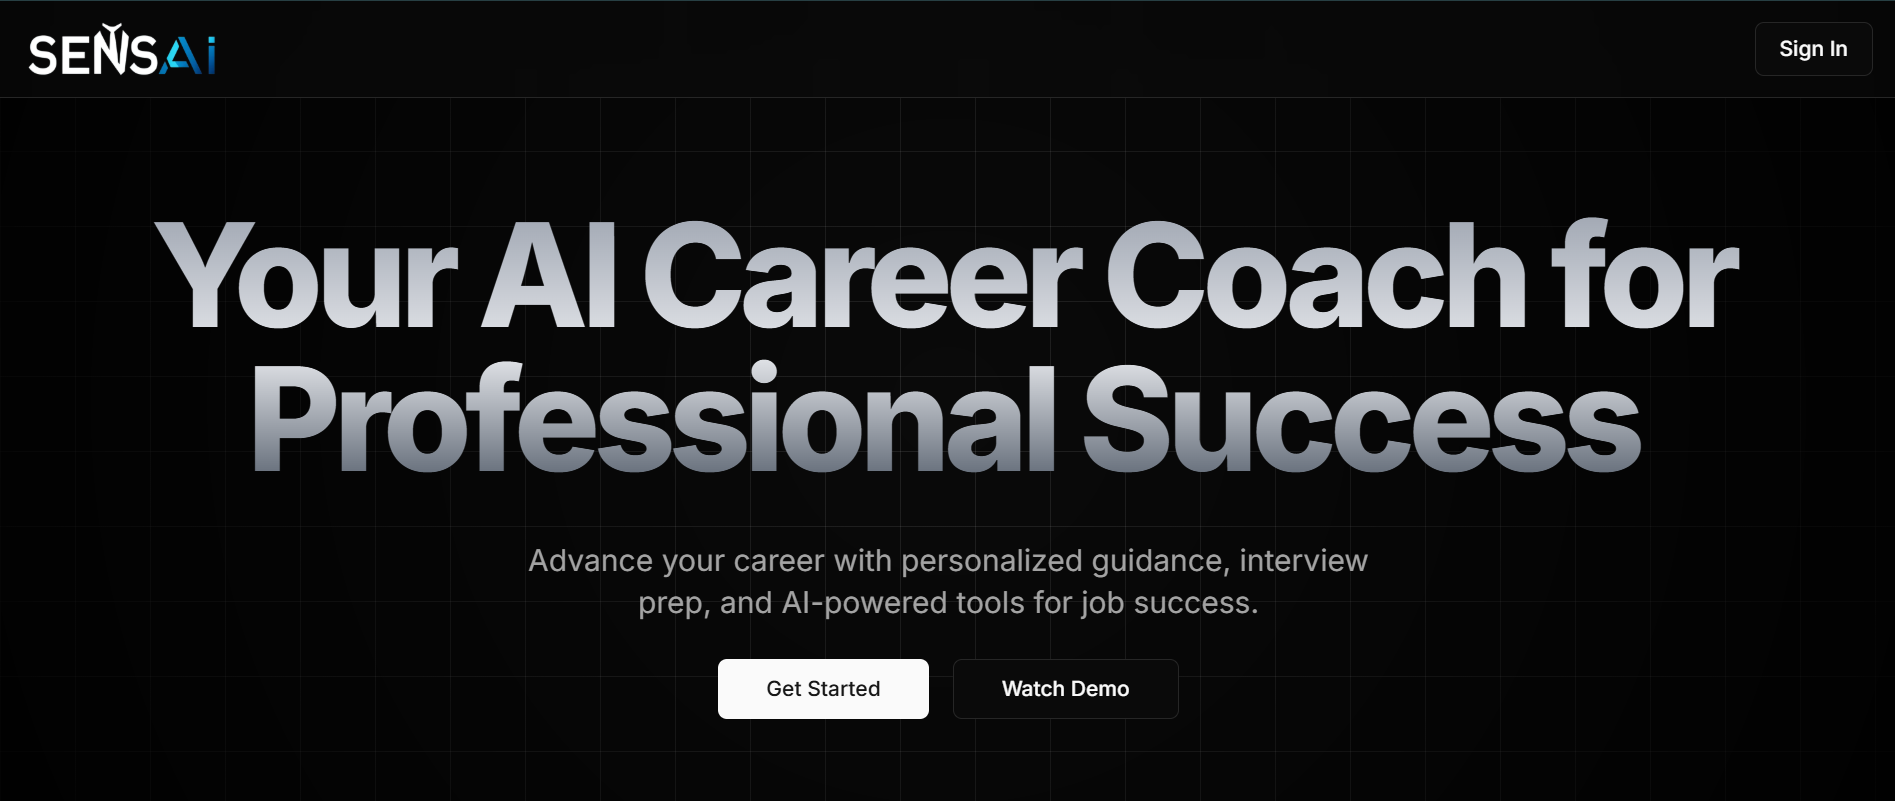 SENSAi
Sign In
Your AI Career Coach for
Professional Success
Advance your career with personalized guidance, interview
prep, and AI-powered tools for job success.
Get Started
Watch Demo